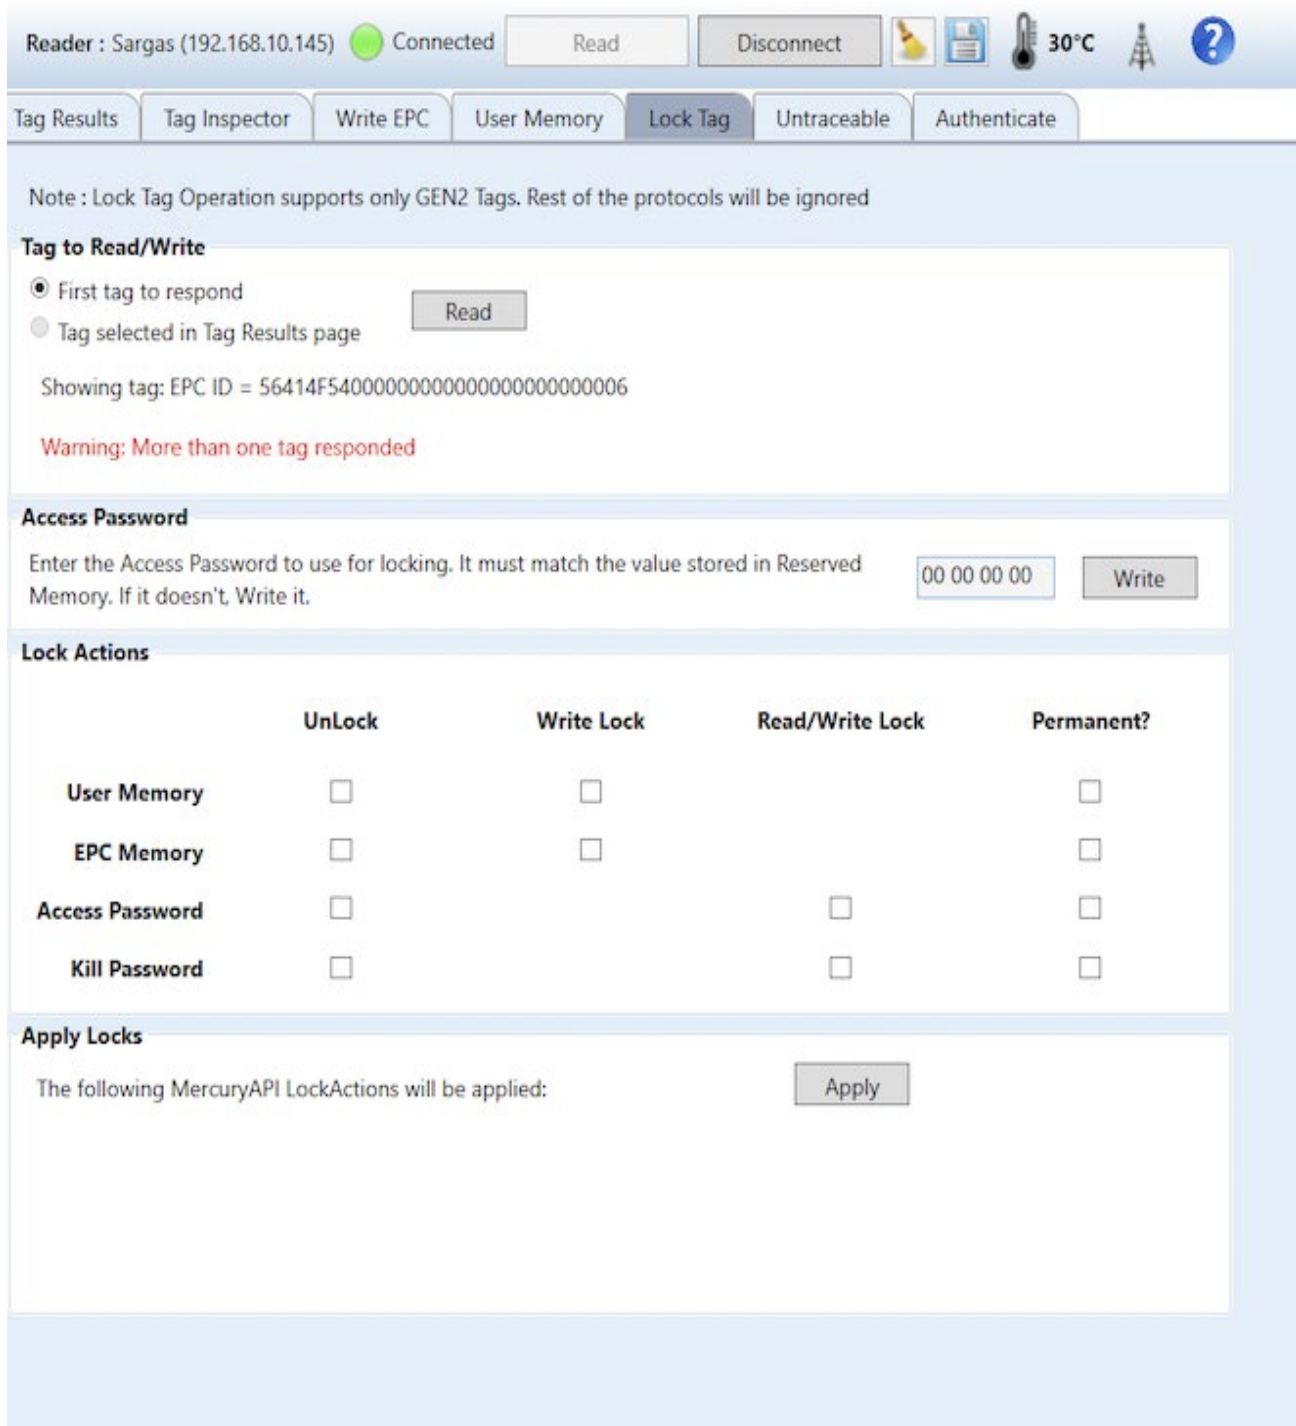 Reader : Sargas (192.168.10.145) Connected Read Disconnect 30°C ?
Tag Results Tag Inspector Write EPC User Memory Lock Tag Untraceable Authenticate
Note : Lock Tag Operation supports only GEN2 Tags. Rest of the protocols will be ignored
Tag to Read/Write
First tag to respond
Read
Tag selected in Tag Results page
Showing tag: EPC ID = 56414F540000000000000000000006
Warning: More than one tag responded
Access Password
Enter the Access Password to use for locking. It must match the value stored in Reserved
Memory. If it doesn't, Write it.
00 00 00 00 Write
Lock Actions
UnLock Write Lock Read/Write Lock Permanent?
User Memory
EPC Memory
Access Password
Kill Password
Apply Locks
The following MercuryAPI LockActions will be applied: Apply